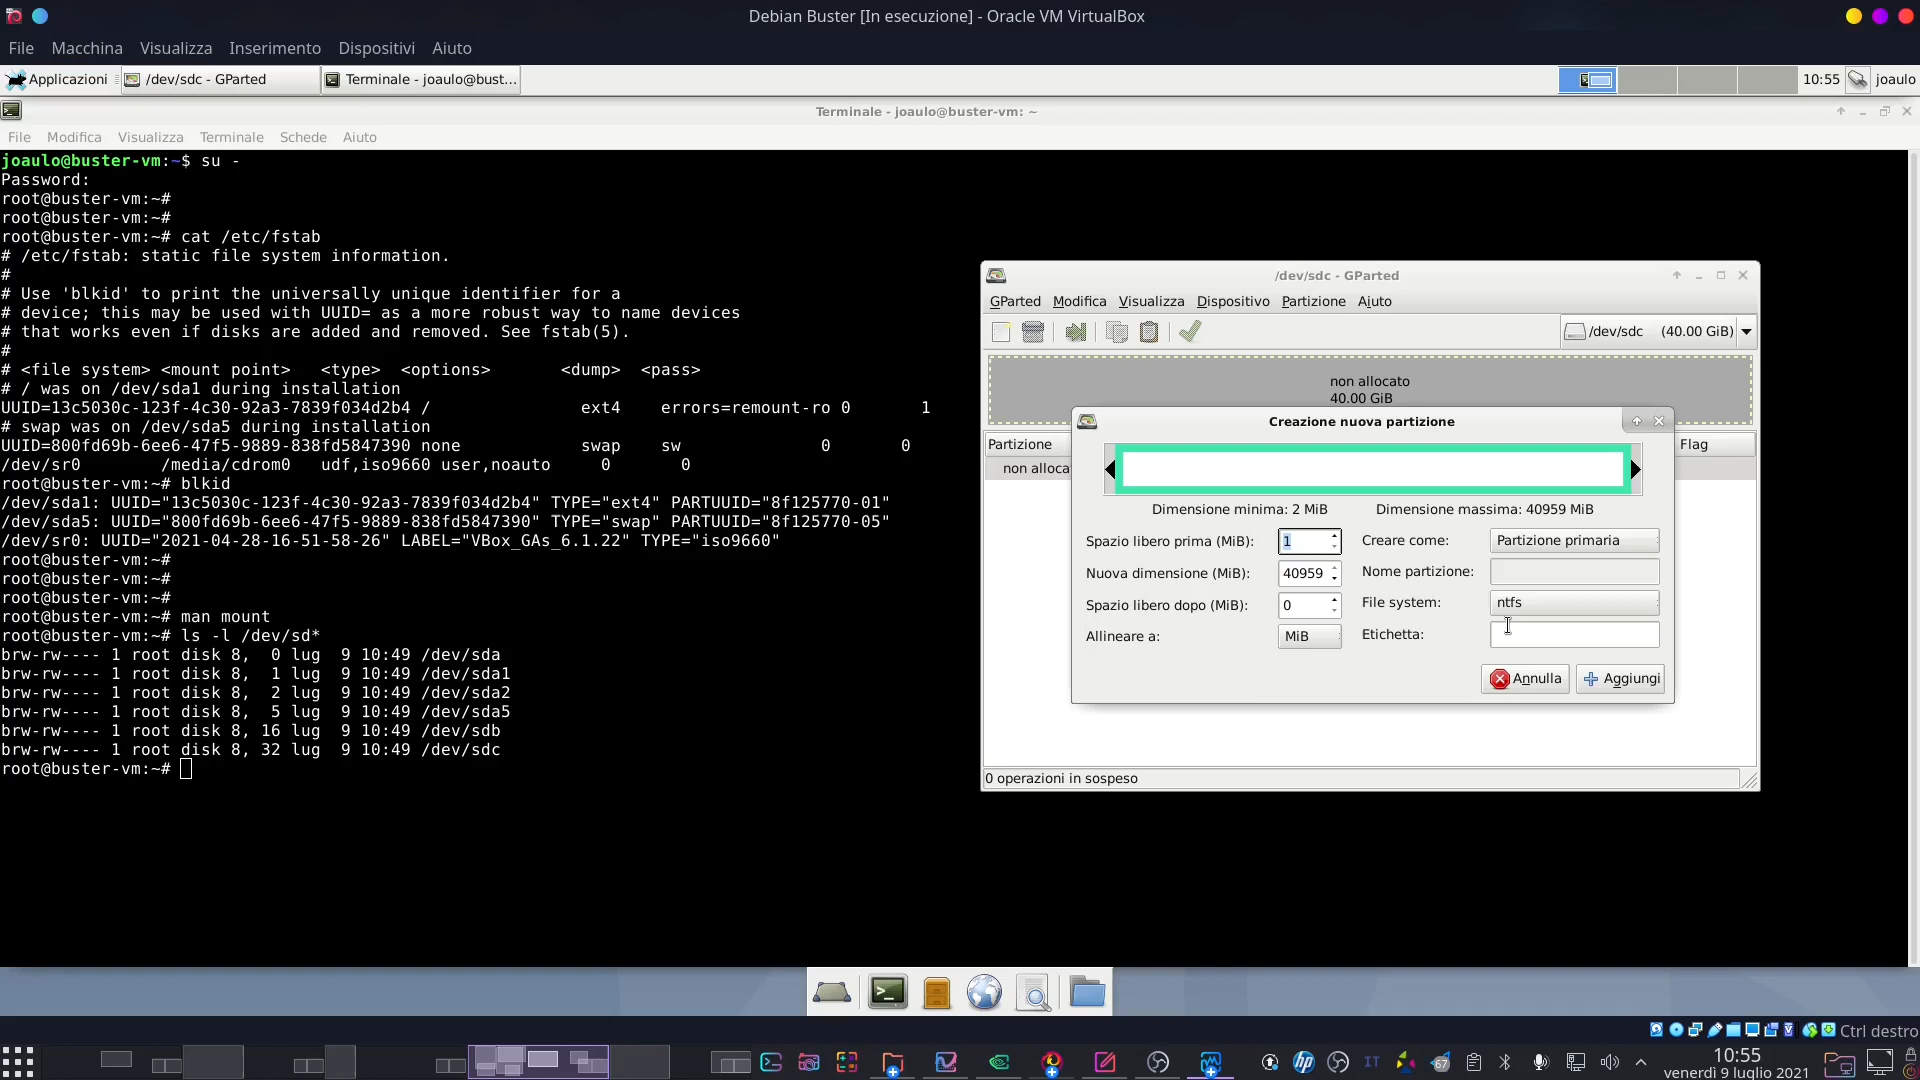 Debian Buster [In esecuzione] - Oracle VM VirtualBox
File Macchina Visualizza Inserimento Dispositivi Aiuto
Applicazioni /dev/sdc - GParted Terminale - joaulo@bust... 10:55 joaulo
Terminale - joaulo@buster-vm: ~
File Modifica Visualizza Terminale Schede Aiuto
joaulo@buster-vm:~$ su -
Password:
root@buster-vm:~#
root@buster-vm:~#
root@buster-vm:~# cat /etc/fstab
# /etc/fstab: static file system information.
#
# Use 'blkid' to print the universally unique identifier for a
# device; this may be used with UUID= as a more robust way to name devices
# that works even if disks are added and removed. See fstab(5).
#
# <file system> <mount point>   <type>  <options>       <dump>  <pass>
# / was on /dev/sda1 during installation
UUID=13c5030c-123f-4c30-92a3-7839f034d2b4 /               ext4    errors=remount-ro 0       1
# swap was on /dev/sda5 during installation
UUID=800fd69b-6ee6-47f5-9889-838fd5847390 none            swap    sw              0       0
/dev/sr0        /media/cdrom0   udf,iso9660 user,noauto     0       0
root@buster-vm:~# blkid
/dev/sda1: UUID="13c5030c-123f-4c30-92a3-7839f034d2b4" TYPE="ext4" PARTUUID="8f125770-01"
/dev/sda5: UUID="800fd69b-6ee6-47f5-9889-838fd5847390" TYPE="swap" PARTUUID="8f125770-05"
/dev/sr0: UUID="2021-04-28-16-51-58-26" LABEL="VBox_GAs_6.1.22" TYPE="iso9660"
root@buster-vm:~#
root@buster-vm:~#
root@buster-vm:~#
root@buster-vm:~# man mount
root@buster-vm:~# ls -l /dev/sd*
brw-rw---- 1 root disk 8,  0 lug  9 10:49 /dev/sda
brw-rw---- 1 root disk 8,  1 lug  9 10:49 /dev/sda1
brw-rw---- 1 root disk 8,  2 lug  9 10:49 /dev/sda2
brw-rw---- 1 root disk 8,  5 lug  9 10:49 /dev/sda5
brw-rw---- 1 root disk 8, 16 lug  9 10:49 /dev/sdb
brw-rw---- 1 root disk 8, 32 lug  9 10:49 /dev/sdc
root@buster-vm:~#
/dev/sdc - GParted
GParted Modifica Visualizza Dispositivo Partizione Aiuto
/dev/sdc (40.00 GiB)
non allocato
40.00 GiB
Partizione Flag
non alloca
Creazione nuova partizione
Dimensione minima: 2 MiB Dimensione massima: 40959 MiB
Spazio libero prima (MiB): 1 Creare come: Partizione primaria
Nuova dimensione (MiB): 40959 Nome partizione:
Spazio libero dopo (MiB): 0 File system: ntfs
Allineare a: MiB Etichetta:
Annulla Aggiungi
0 operazioni in sospeso
Ctrl destro
hp IT 67 10:55
venerdì 9 luglio 2021